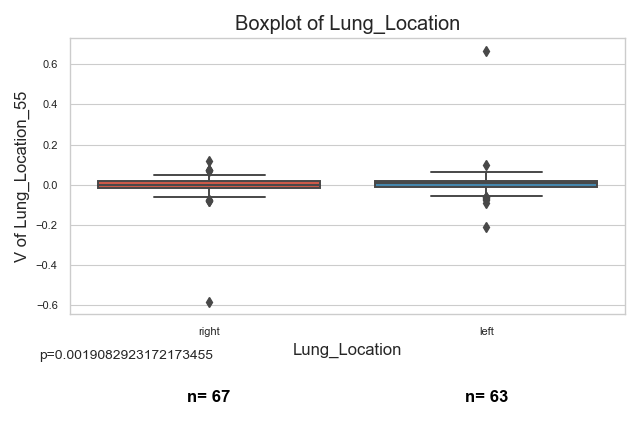 Boxplot of Lung_Location
V of Lung_Location_55
0.6
0.4
0.2
0.0
−0.2
−0.4
−0.6
right
left
Lung_Location
p=0.0019082923172173455
n= 67
n= 63